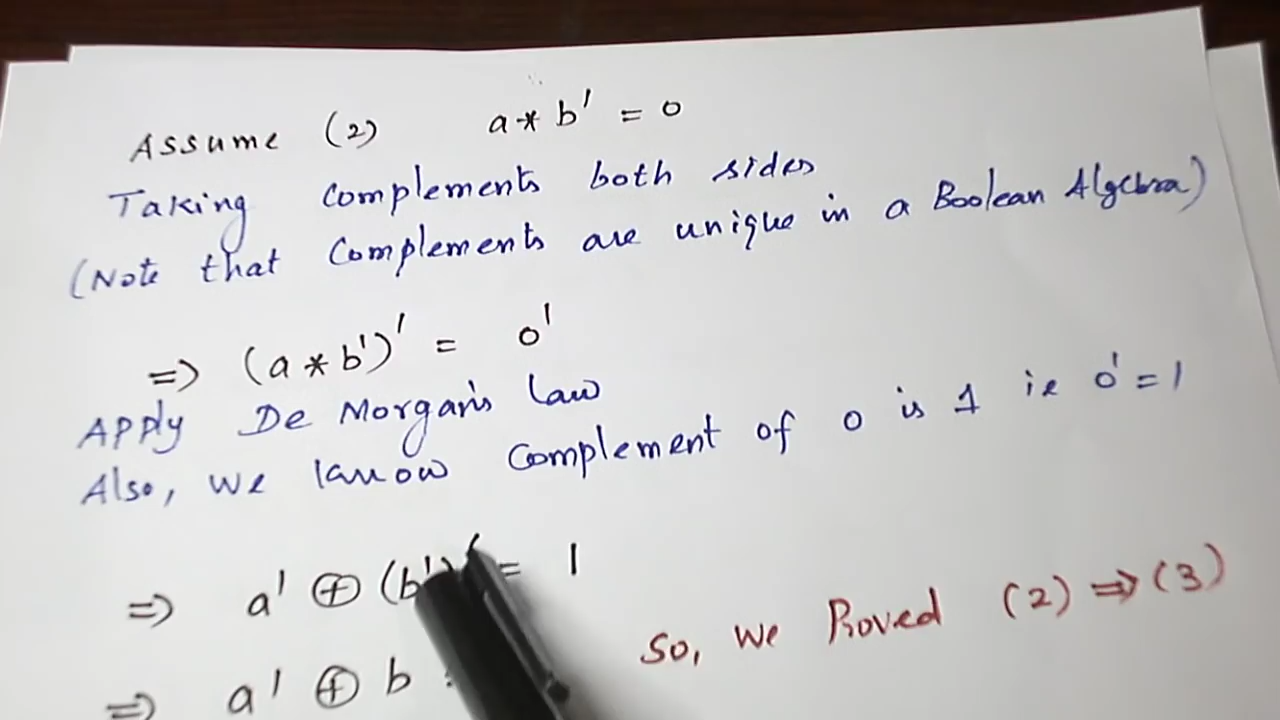 Assume (2) a * b' = 0
Taking complements both sides
(Note that complements are unique in a Boolean Algebra)
=> (a * b')' = 0'
Apply De Morgan's law
Also, we know complement of 0 is 1 ie 0' = 1
=> a' ⊕ (b')' = 1
So, we Proved (2) => (3)
=> a' ⊕ b